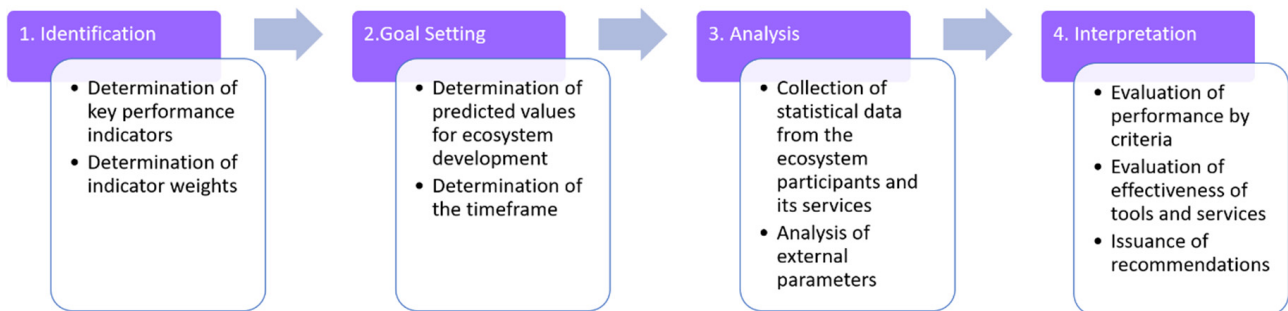 1. Identification
• Determination of
key performance
indicators
• Determination of
indicator weights
2.Goal Setting
• Determination of
predicted values
for ecosystem
development
• Determination of
the timeframe
3. Analysis
• Collection of
statistical data
from the
ecosystem
participants and
its services
• Analysis of
external
parameters
4. Interpretation
• Evaluation of
performance by
criteria
• Evaluation of
effectiveness of
tools and services
• Issuance of
recommendations